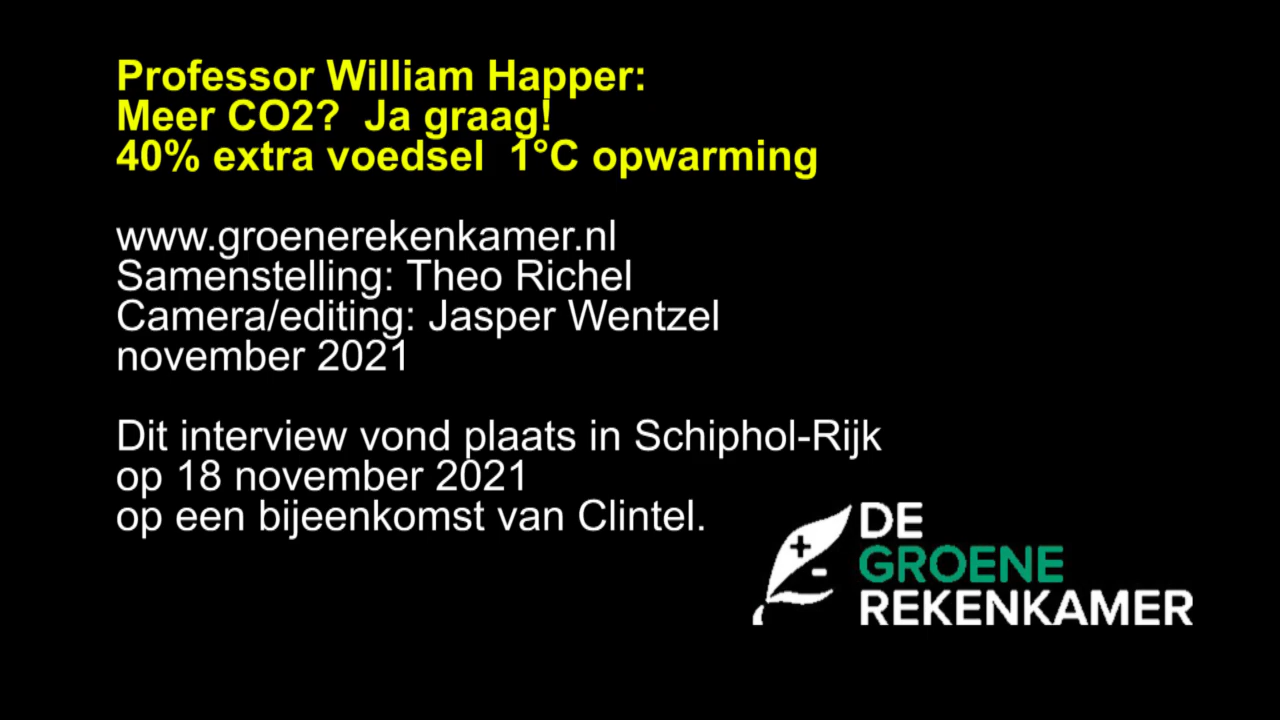 Professor William Happer:
Meer CO2?  Ja graag!
40% extra voedsel  1°C opwarming
www.groenerekenkamer.nl
Samenstelling: Theo Richel
Camera/editing: Jasper Wentzel
november 2021
Dit interview vond plaats in Schiphol-Rijk
op 18 november 2021
op een bijeenkomst van Clintel.
DE
GROENE
REKENKAMER